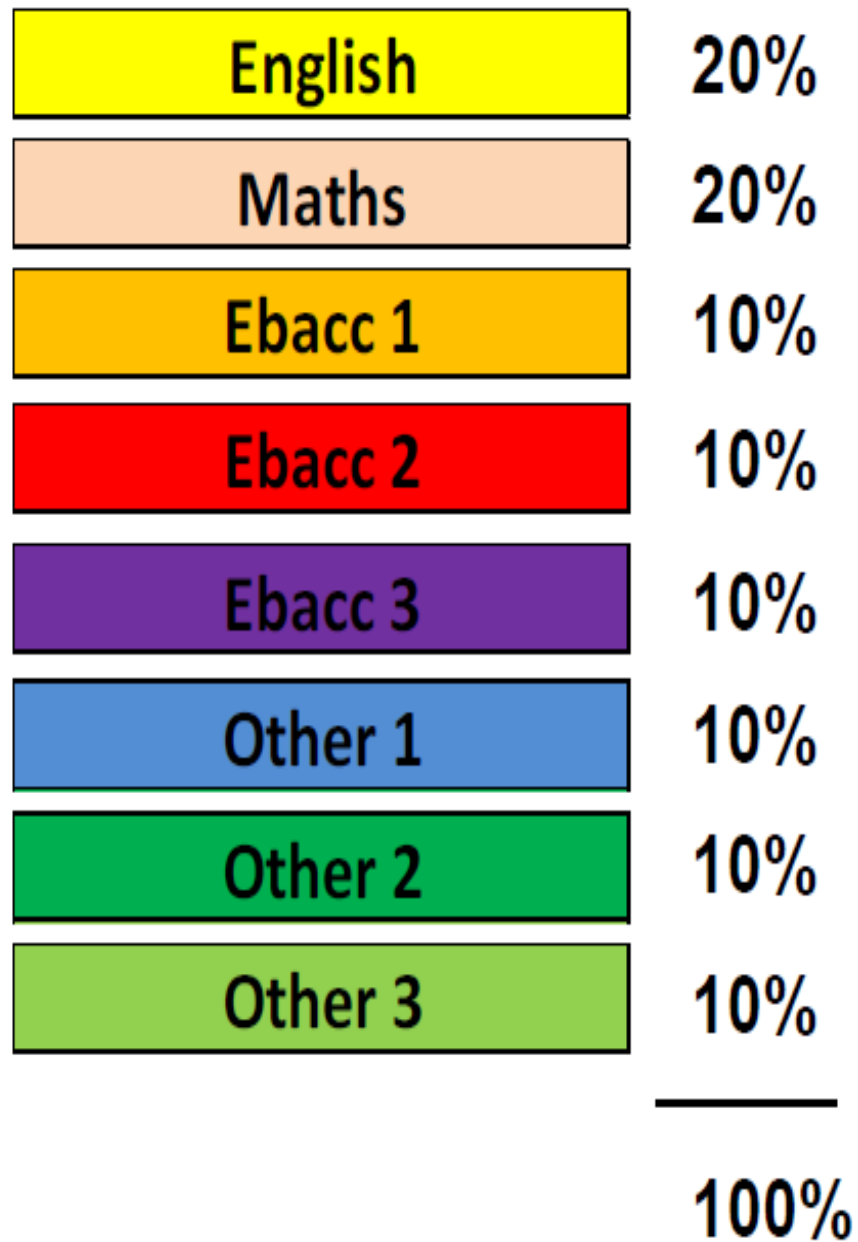 English 20%
Maths 20%
Ebacc 1 10%
Ebacc 2 10%
Ebacc 3 10%
Other 1 10%
Other 2 10%
Other 3 10%
100%